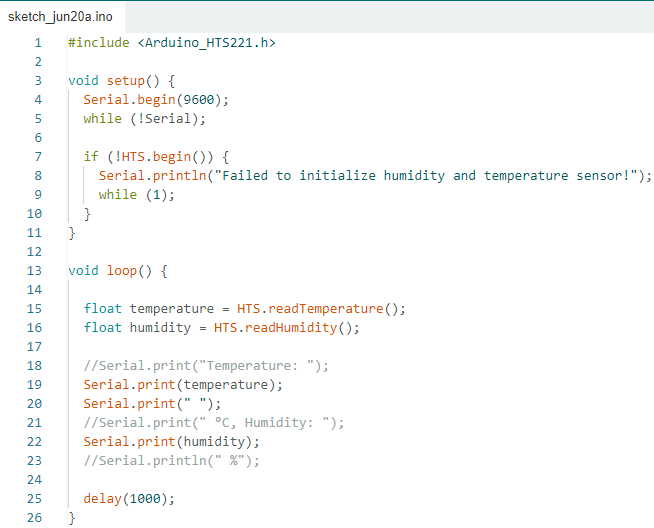 sketch_jun20a.ino
1 #include <Arduino_HTS221.h>
2
3 void setup() {
4   Serial.begin(9600);
5   while (!Serial);
6
7   if (!HTS.begin()) {
8     Serial.println("Failed to initialize humidity and temperature sensor!");
9     while (1);
10   }
11 }
12
13 void loop() {
14
15   float temperature = HTS.readTemperature();
16   float humidity = HTS.readHumidity();
17
18   //Serial.print("Temperature: ");
19   Serial.print(temperature);
20   Serial.print(" ");
21   //Serial.print(" °C, Humidity: ");
22   Serial.print(humidity);
23   //Serial.println(" %");
24
25   delay(1000);
26 }